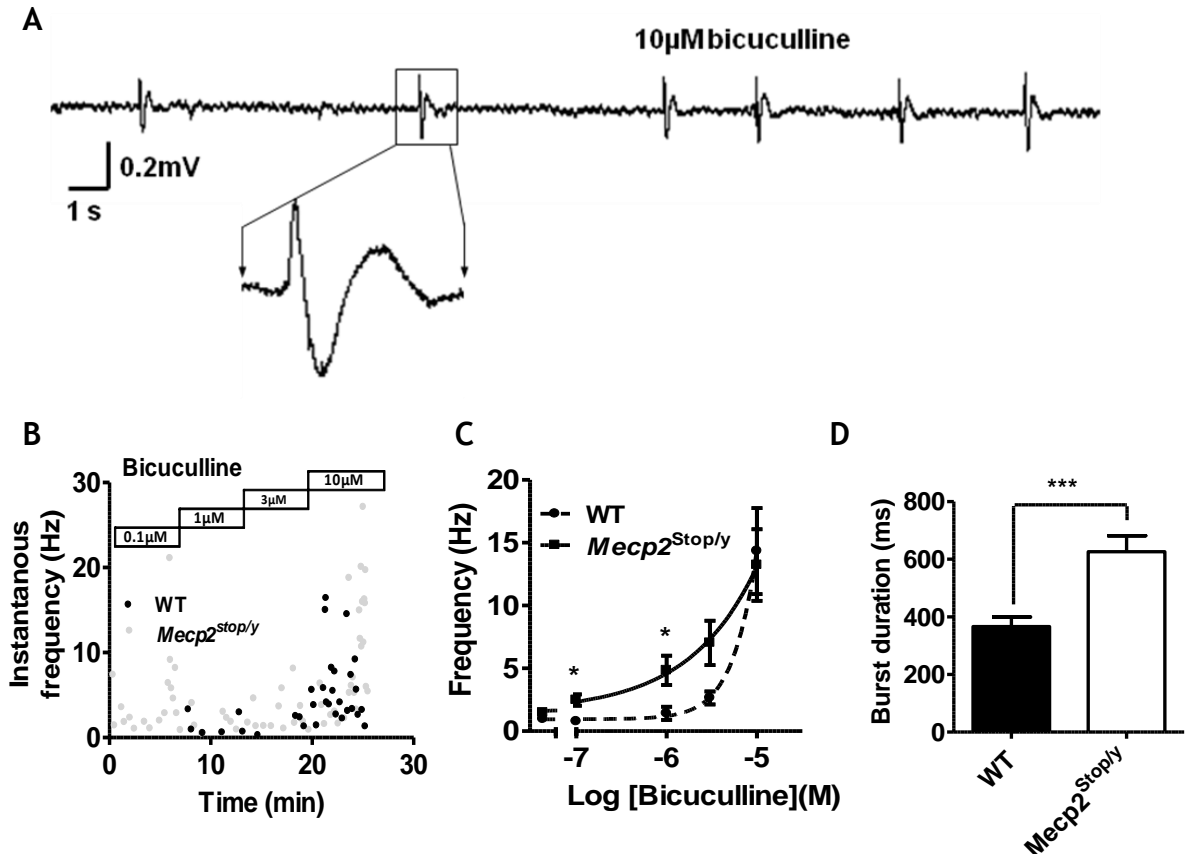 A
10µMbicuculline
0.2mV
1 s
B
Bicuculline
30
20
10
0
0.1µM
1µM
3µM
10µM
WT
Mecp2stop/y
Instantanous
frequency (Hz)
0 10 20 30
Time (min)
C
20
15
10
5
0
WT
Mecp2Stop/y
*
*
Frequency (Hz)
-7 -6 -5
Log [Bicuculline](M)
D
***
800
600
400
200
0
Burst duration (ms)
WT
Mecp2Stop/y